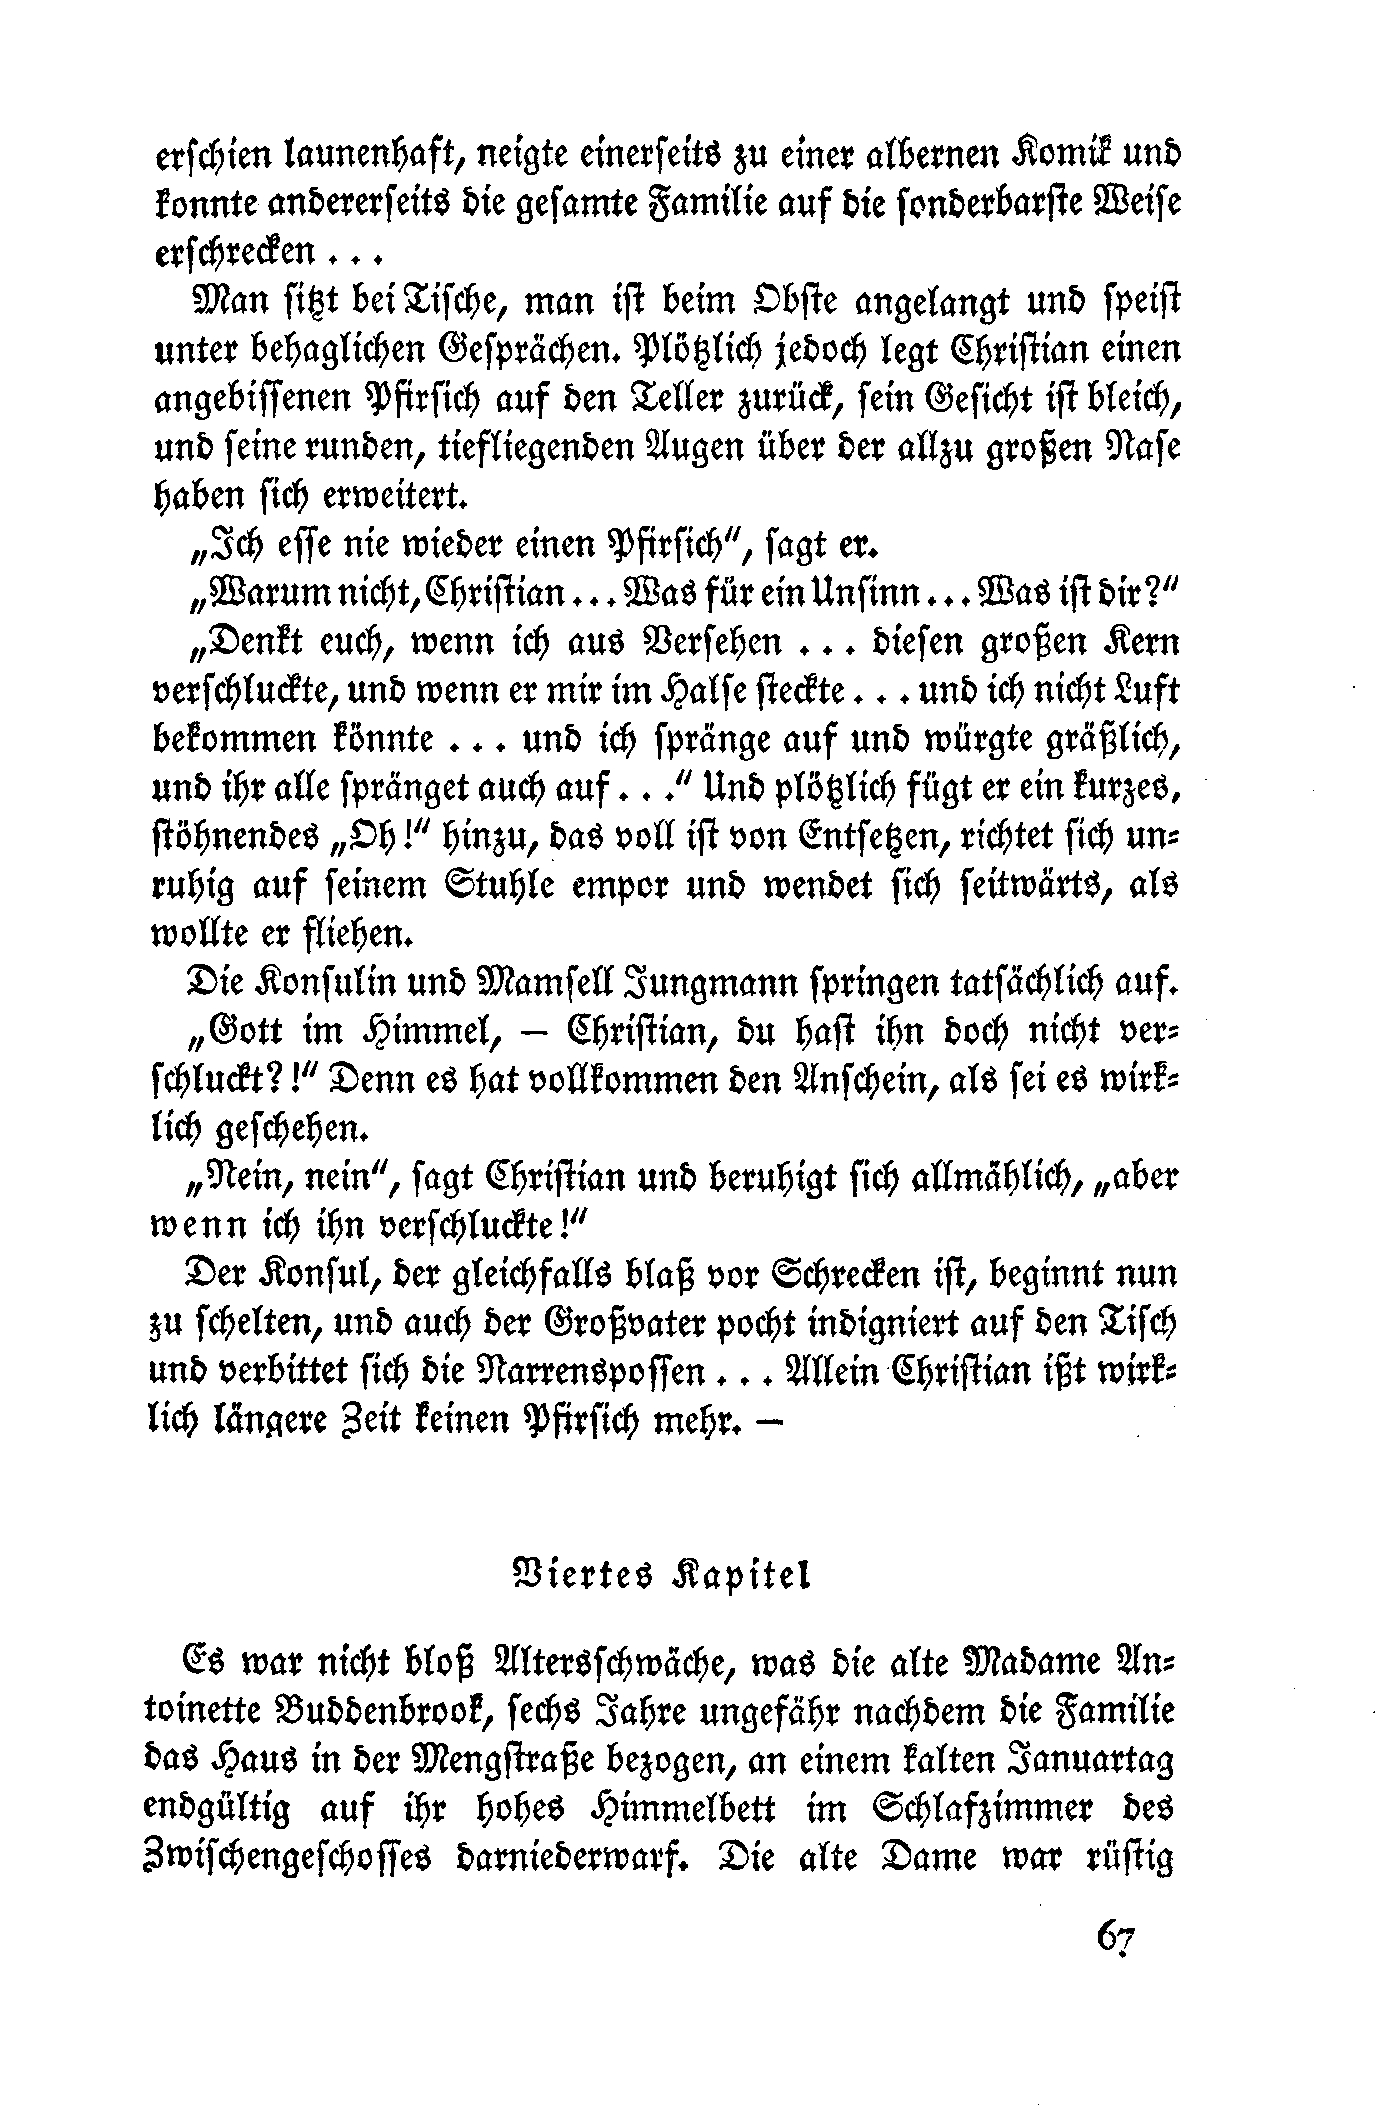 erschien launenhaft, neigte einerseits zu einer albernen Komik und
konnte andererseits die gesamte Familie auf die sonderbarste Weise
erschrecken . . .
Man sitzt bei Tische, man ist beim Obste angelangt und speist
unter behaglichen Gesprächen. Plötzlich jedoch legt Christian einen
angebissenen Pfirsich auf den Teller zurück, sein Gesicht ist bleich,
und seine runden, tiefliegenden Augen über der allzu großen Nase
haben sich erweitert.
„Ich esse nie wieder einen Pfirsich“, sagt er.
„Warum nicht, Christian . . . Was für ein Unsinn . . . Was ist dir?“
„Denkt euch, wenn ich aus Versehen . . . diesen großen Kern
verschluckte, und wenn er mir im Halse steckte . . . und ich nicht Luft
bekommen könnte . . . und ich spränge auf und würgte gräßlich,
und ihr alle spränget auch auf . . .“ Und plötzlich fügt er ein kurzes,
stöhnendes „Oh!“ hinzu, das voll ist von Entsetzen, richtet sich un-
ruhig auf seinem Stuhle empor und wendet sich seitwärts, als
wollte er fliehen.
Die Konsulin und Mamsell Jungmann springen tatsächlich auf.
„Gott im Himmel, — Christian, du hast ihn doch nicht ver-
schluckt?!“ Denn es hat vollkommen den Anschein, als sei es wirk-
lich geschehen.
„Nein, nein“, sagt Christian und beruhigt sich allmählich, „aber
wenn ich ihn verschluckte!“
Der Konsul, der gleichfalls blaß vor Schrecken ist, beginnt nun
zu schelten, und auch der Großvater pocht indigniert auf den Tisch
und verbittet sich die Narrenspossen . . . Allein Christian ißt wirk-
lich längere Zeit keinen Pfirsich mehr. —
Viertes Kapitel
Es war nicht bloß Altersschwäche, was die alte Madame An-
toinette Buddenbrook, sechs Jahre ungefähr nachdem die Familie
das Haus in der Mengstraße bezogen, an einem kalten Januartag
endgültig auf ihr hohes Himmelbett im Schlafzimmer des
Zwischengeschosses darniederwarf. Die alte Dame war rüstig
67